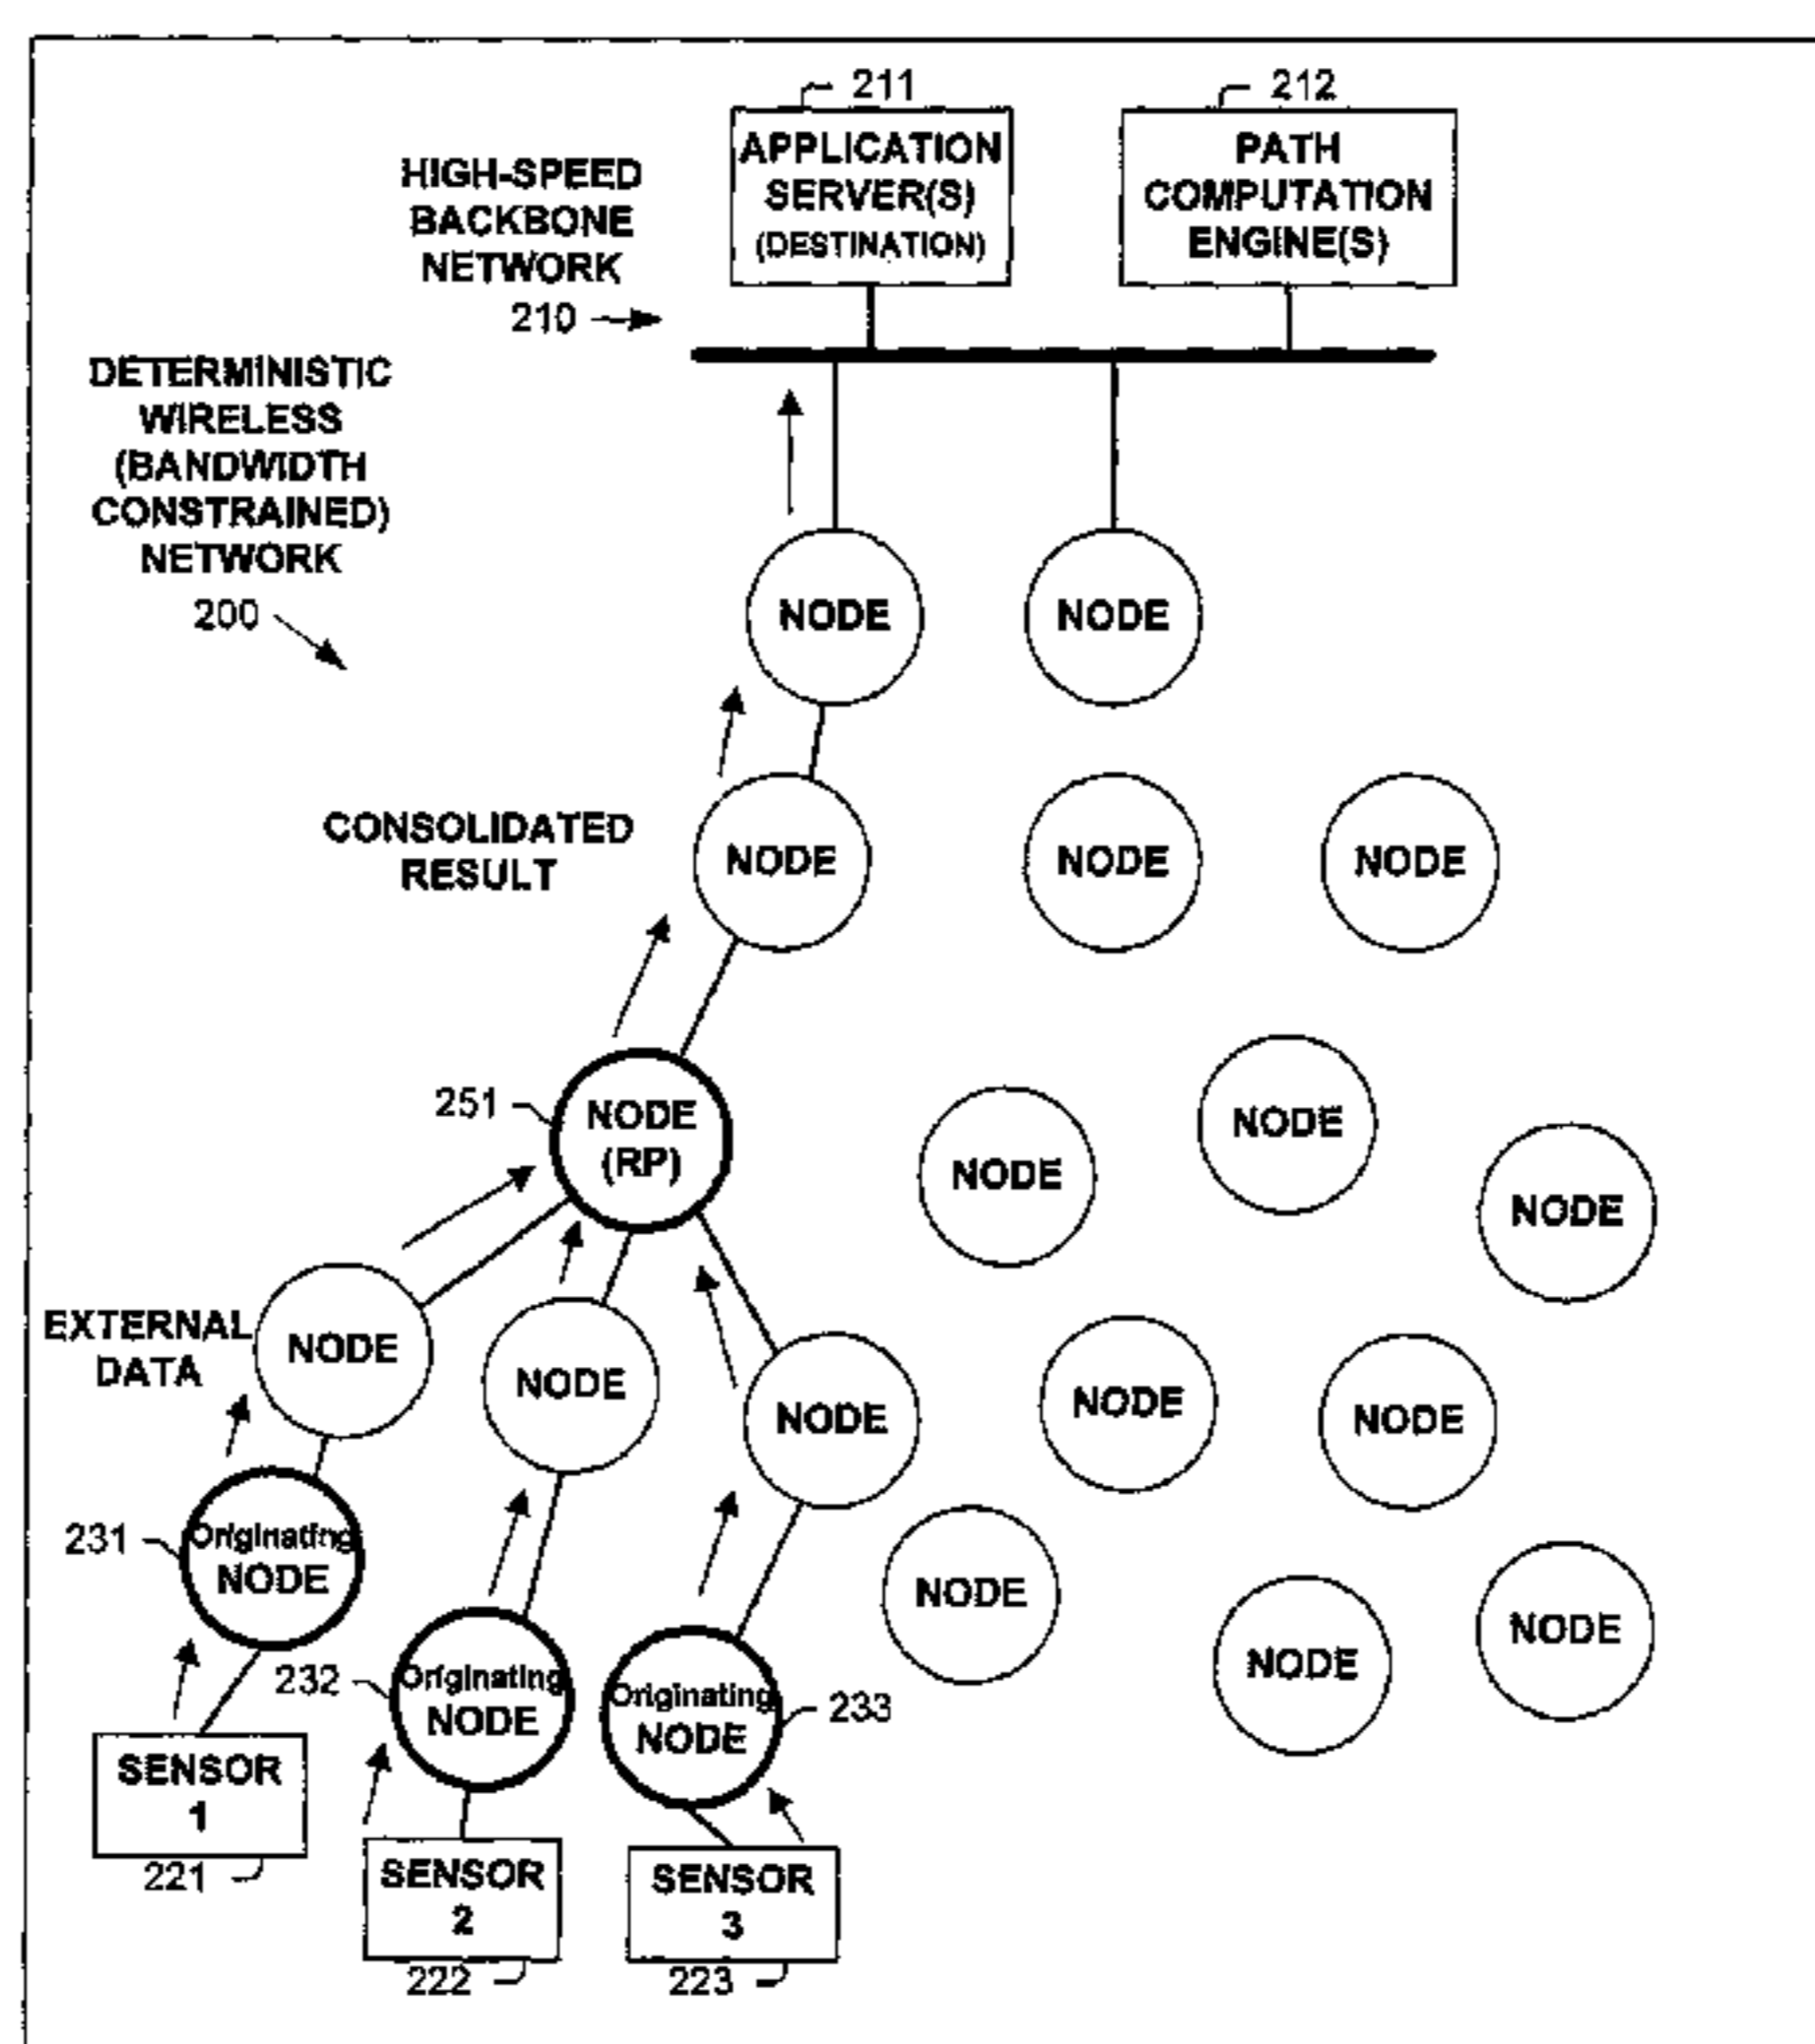 211
212
APPLICATION
SERVER(S)
(DESTINATION)
PATH
COMPUTATION
ENGINE(S)
HIGH-SPEED
BACKBONE
NETWORK
210
DETERMINISTIC
WIRELESS
(BANDWIDTH
CONSTRAINED)
NETWORK
200
NODE
NODE
CONSOLIDATED
RESULT
NODE
NODE
NODE
251
NODE
(RP)
NODE
NODE
NODE
EXTERNAL
DATA
NODE
NODE
NODE
NODE
NODE
231
Originating
NODE
232
Originating
NODE
Originating
NODE
233
NODE
NODE
NODE
SENSOR
1
221
SENSOR
2
222
SENSOR
3
223